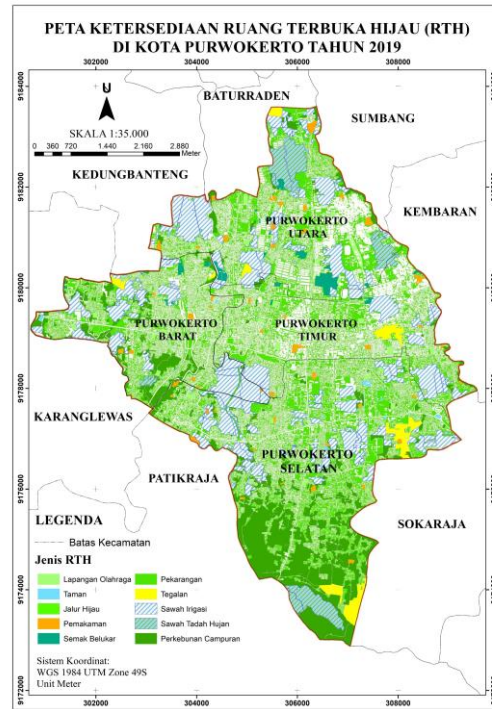 PETA KETERSEDIAAN RUANG TERBUKA HIJAU (RTH)
DI KOTA PURWOKERTO TAHUN 2019
302000 304000 306000 308000
9184000
9182000
9180000
9178000
9176000
9174000
9172000
U
SKALA 1:35.000
0 360 720 1.440 2.160 2.880
Meter
BATURRADEN
SUMBANG
KEDUNGBANTENG
KEMBARAN
PURWOKERTO
UTARA
PURWOKERTO
BARAT
PURWOKERTO
TIMUR
KARANGLEWAS
PURWOKERTO
SELATAN
PATIKRAJA
SOKARAJA
LEGENDA
Batas Kecamatan
Jenis RTH
Lapangan Olahraga
Taman
Jalur Hijau
Pemakaman
Semak Belukar
Pekarangan
Tegalan
Sawah Irigasi
Sawah Tadah Hujan
Perkebunan Campuran
Sistem Koordinat:
WGS 1984 UTM Zone 49S
Unit Meter
302000 304000 306000 308000